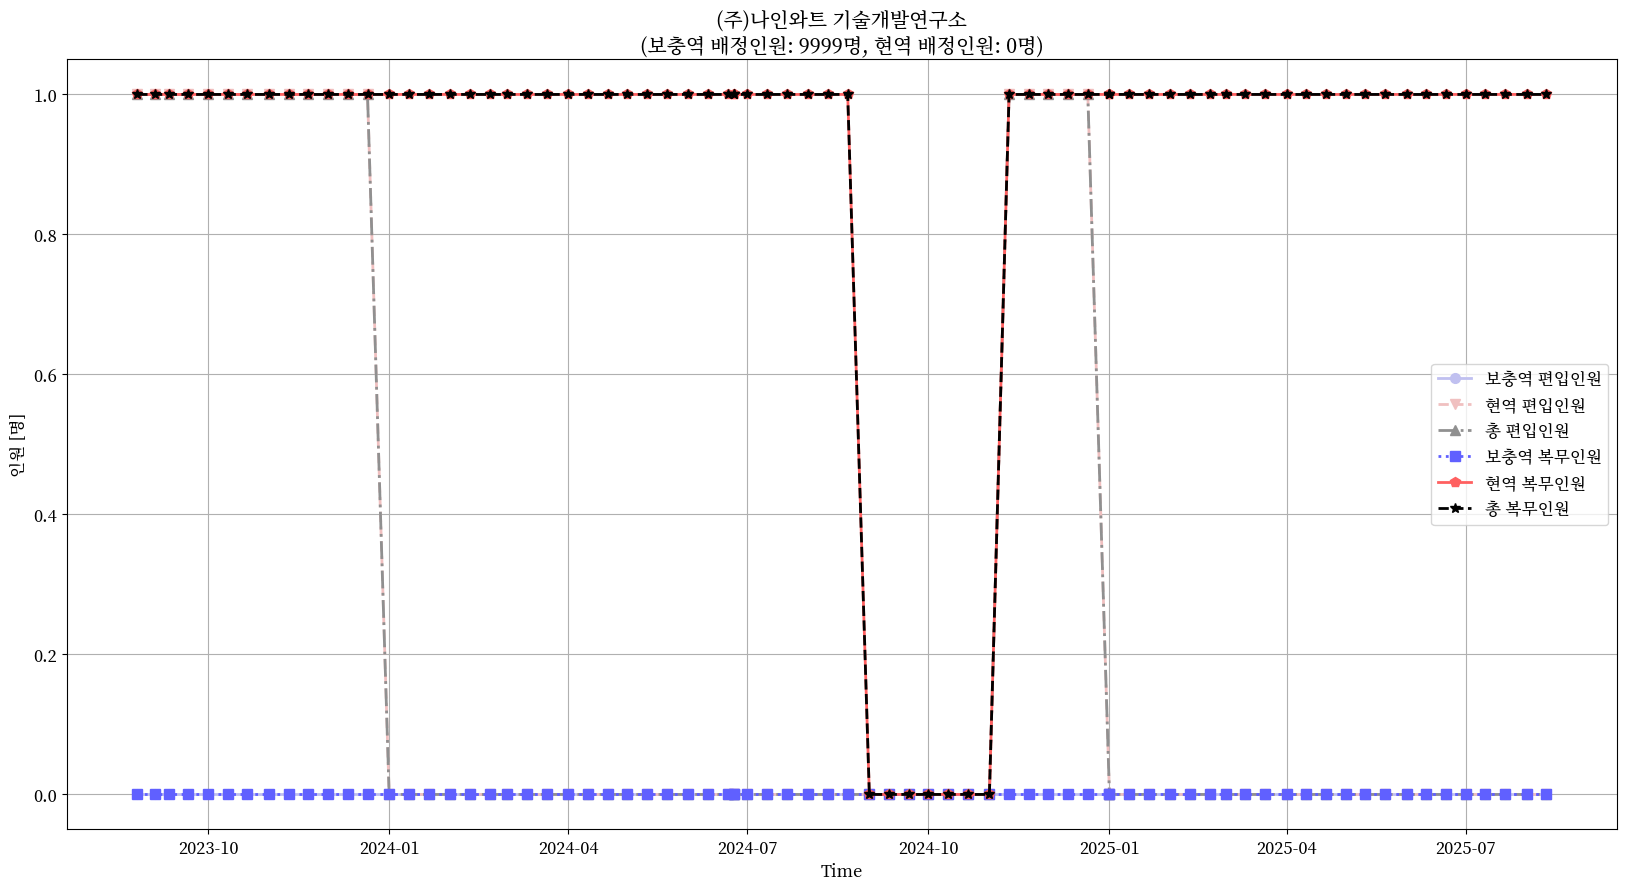 (주)나인와트 기술개발연구소
(보충역 배정인원: 9999명, 현역 배정인원: 0명)
1.0
0.8
0.6
0.4
0.2
0.0
인원 [명]
보충역 편입인원
현역 편입인원
총 편입인원
보충역 복무인원
현역 복무인원
총 복무인원
2023-10
2024-01
2024-04
2024-07
2024-10
2025-01
2025-04
2025-07
Time